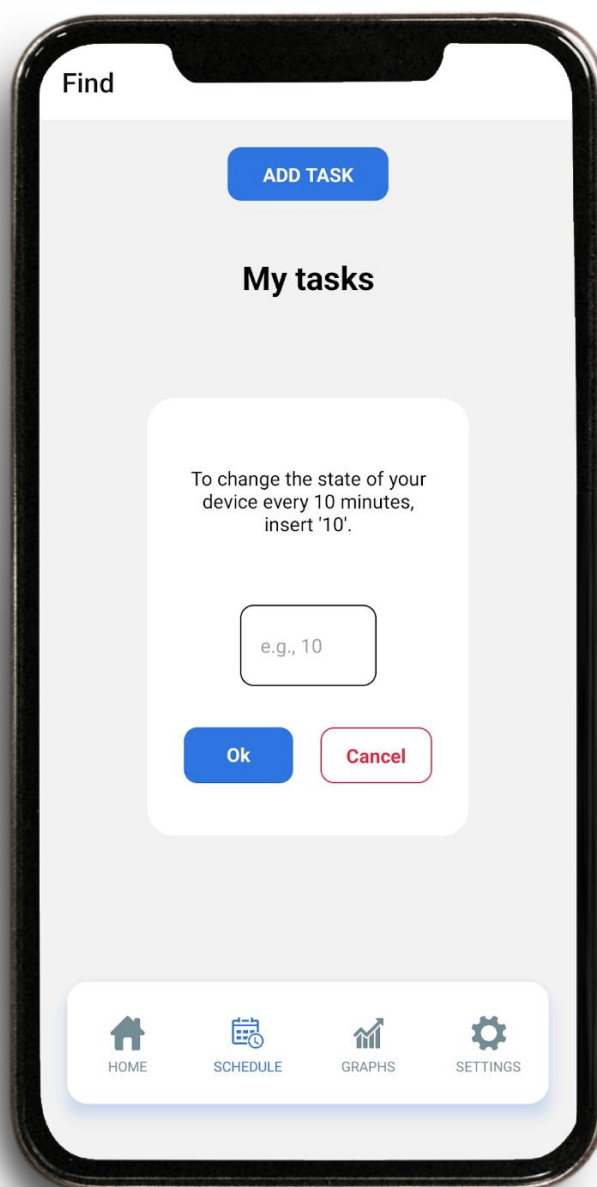 Find
ADD TASK
My tasks
To change the state of your
device every 10 minutes,
insert '10'.
e.g., 10
Ok
Cancel
HOME
SCHEDULE
GRAPHS
SETTINGS